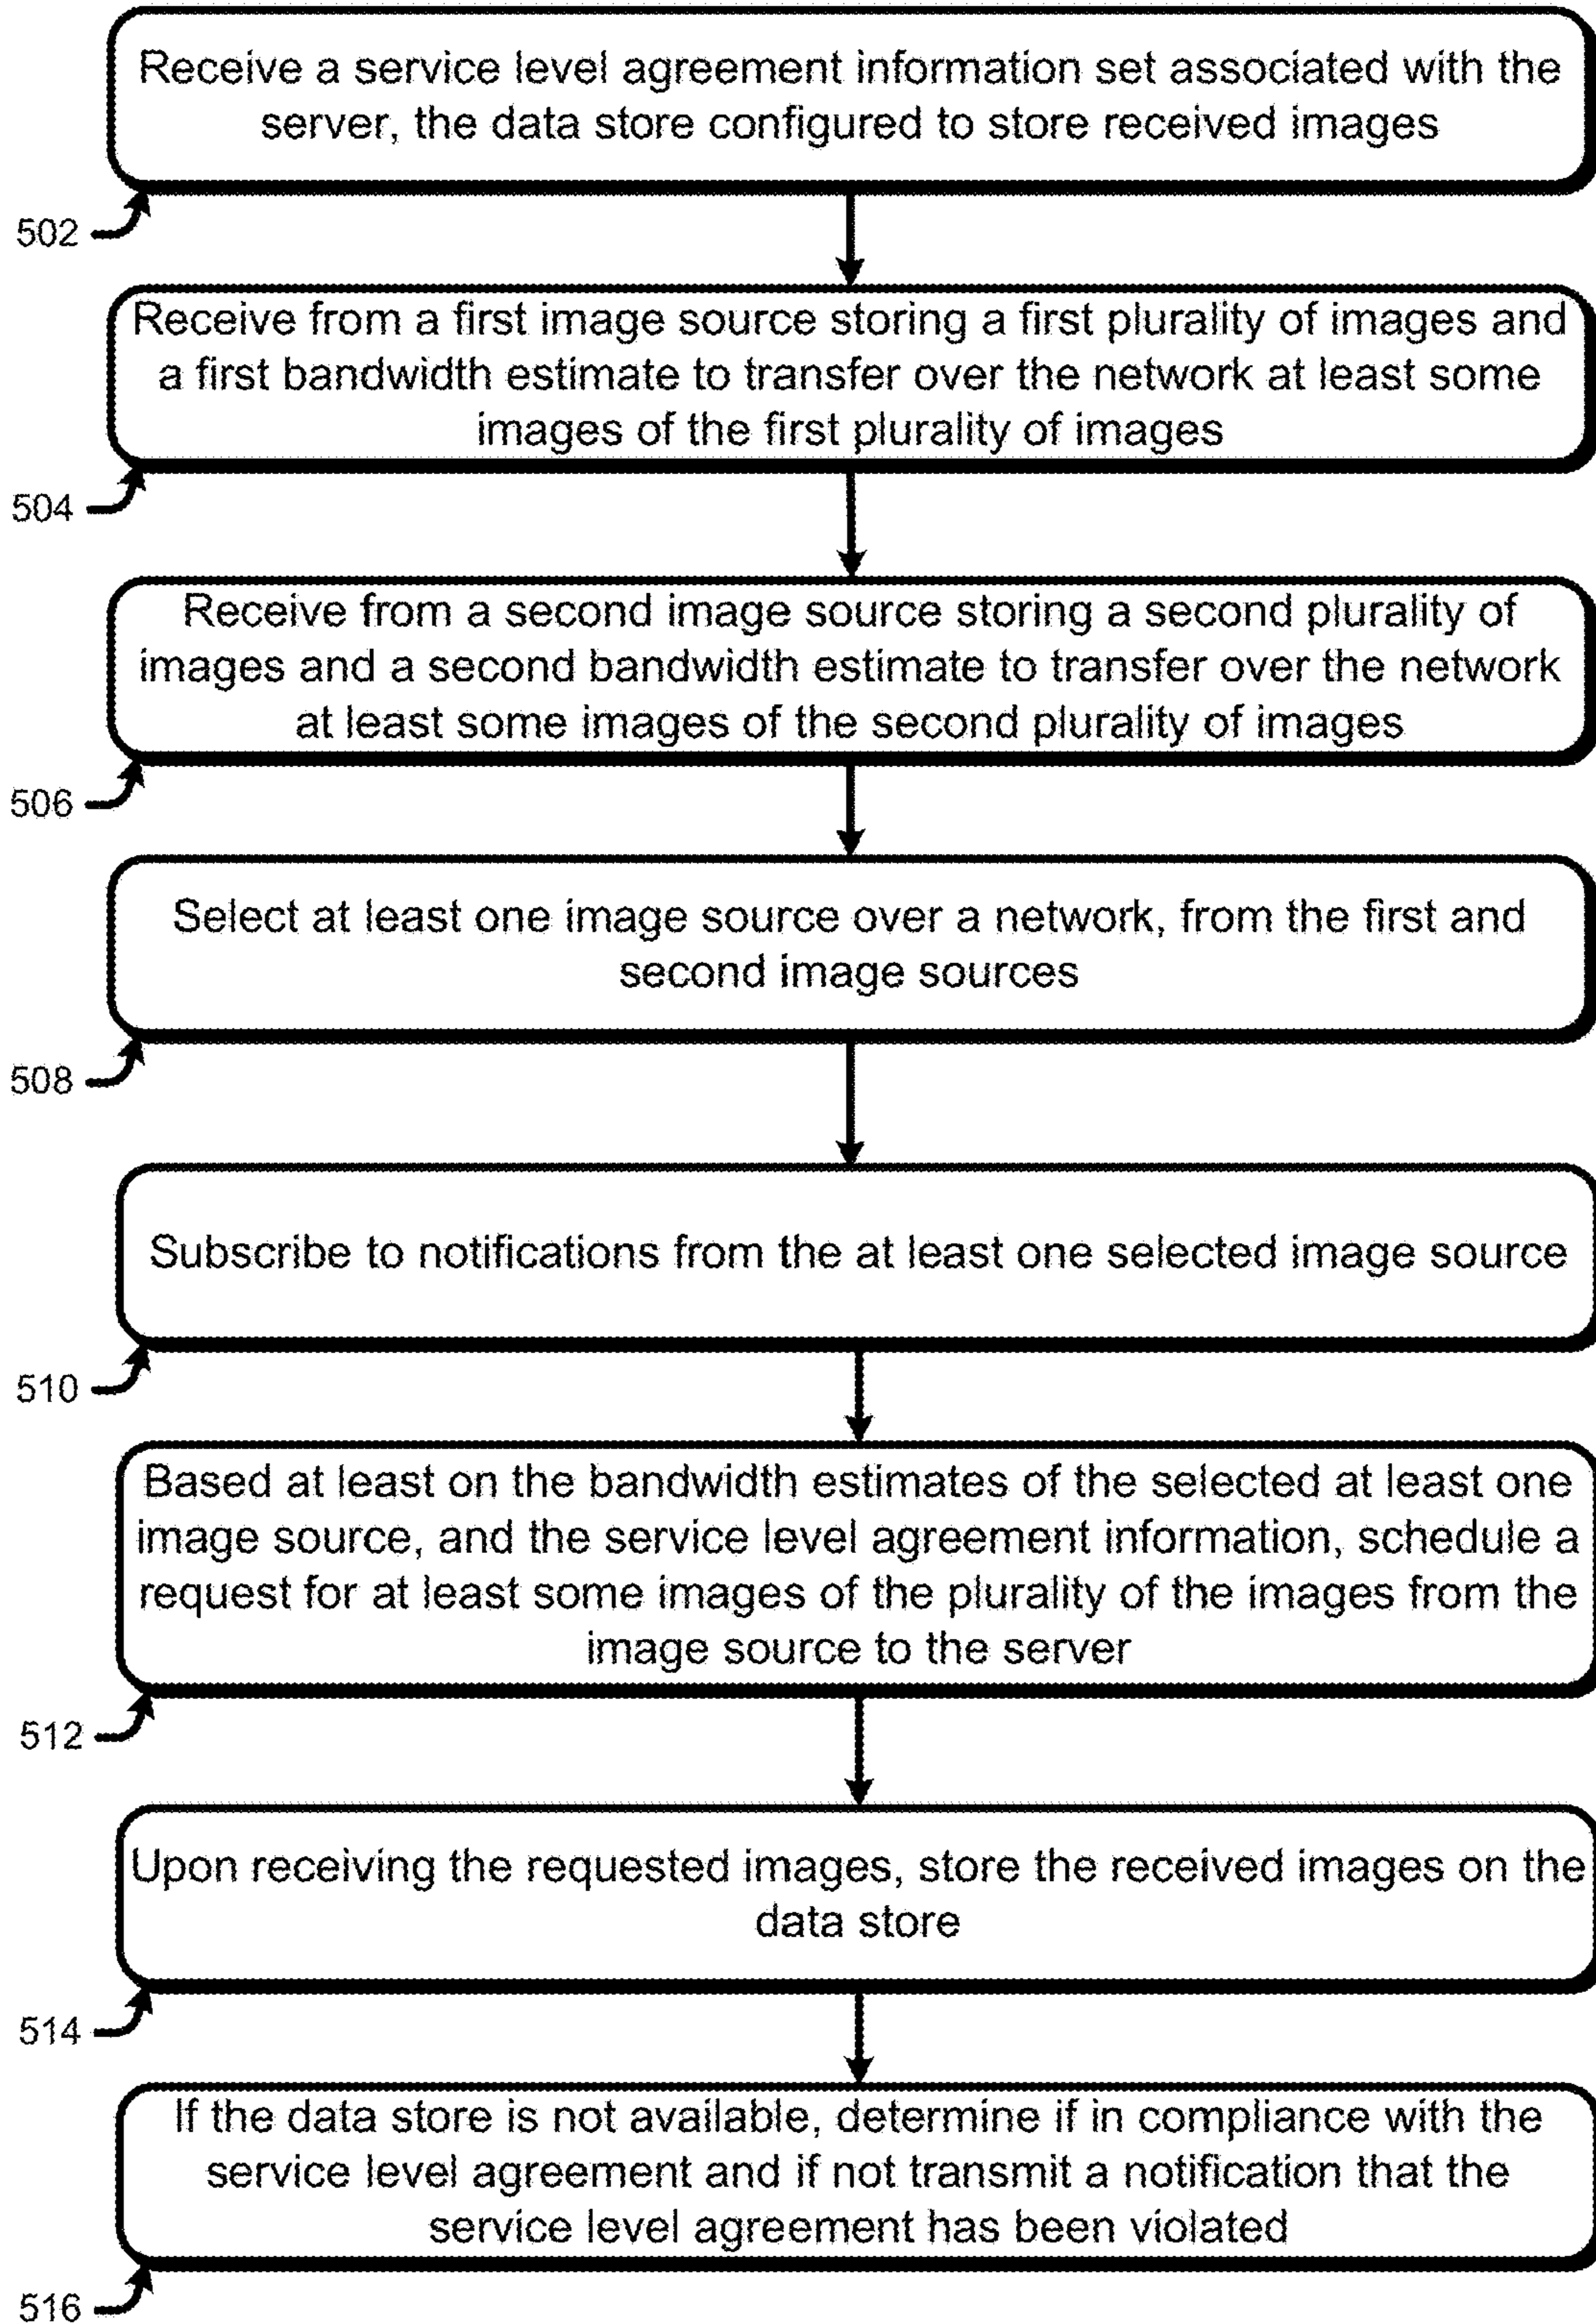 Receive a service level agreement information set associated with the
server, the data store configured to store received images
502
Receive from a first image source storing a first plurality of images and
a first bandwidth estimate to transfer over the network at least some
images of the first plurality of images
504
Receive from a second image source storing a second plurality of
images and a second bandwidth estimate to transfer over the network
at least some images of the second plurality of images
506
Select at least one image source over a network, from the first and
second image sources
508
Subscribe to notifications from the at least one selected image source
510
Based at least on the bandwidth estimates of the selected at least one
image source, and the service level agreement information, schedule a
request for at least some images of the plurality of the images from the
image source to the server
512
Upon receiving the requested images, store the received images on the
data store
514
If the data store is not available, determine if in compliance with the
service level agreement and if not transmit a notification that the
service level agreement has been violated
516